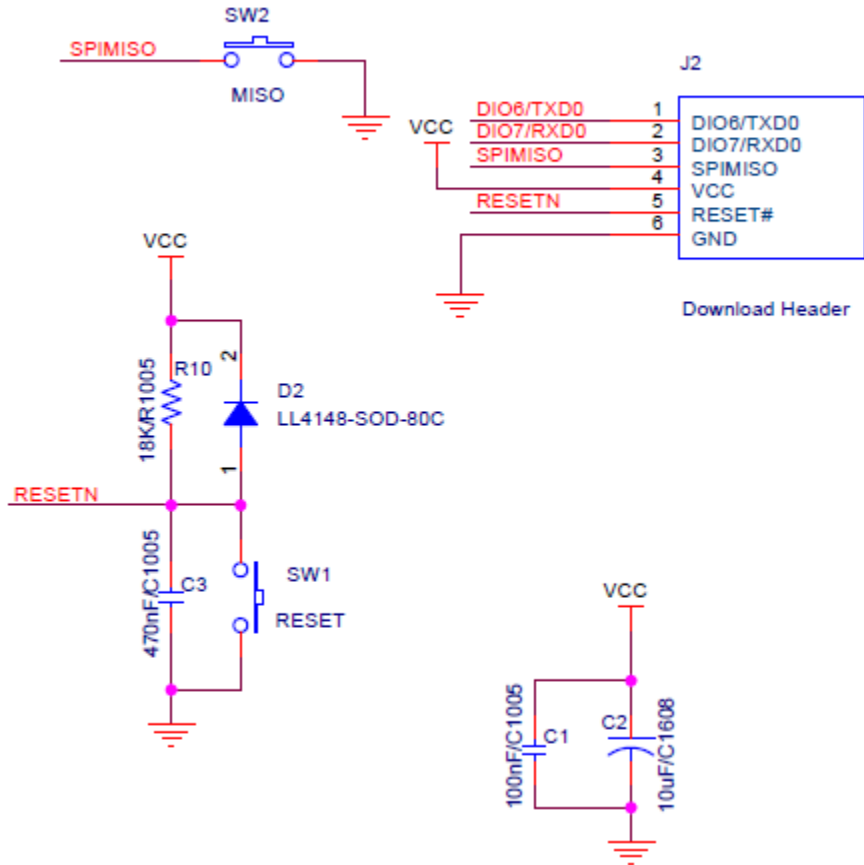 SW2
SPIMISO
MISO
J2
DIO6/TXD0 1 DIO6/TXD0
VCC DIO7/RXD0 2 DIO7/RXD0
SPIMISO 3 SPIMISO
4 VCC
RESETN 5 RESET#
6 GND
Download Header
VCC
18K/R1005
R10
2
D2
LL4148-SOD-80C
1
RESETN
470nF/C1005
C3
SW1
RESET
VCC
100nF/C1005
C1
C2
10uF/C1608